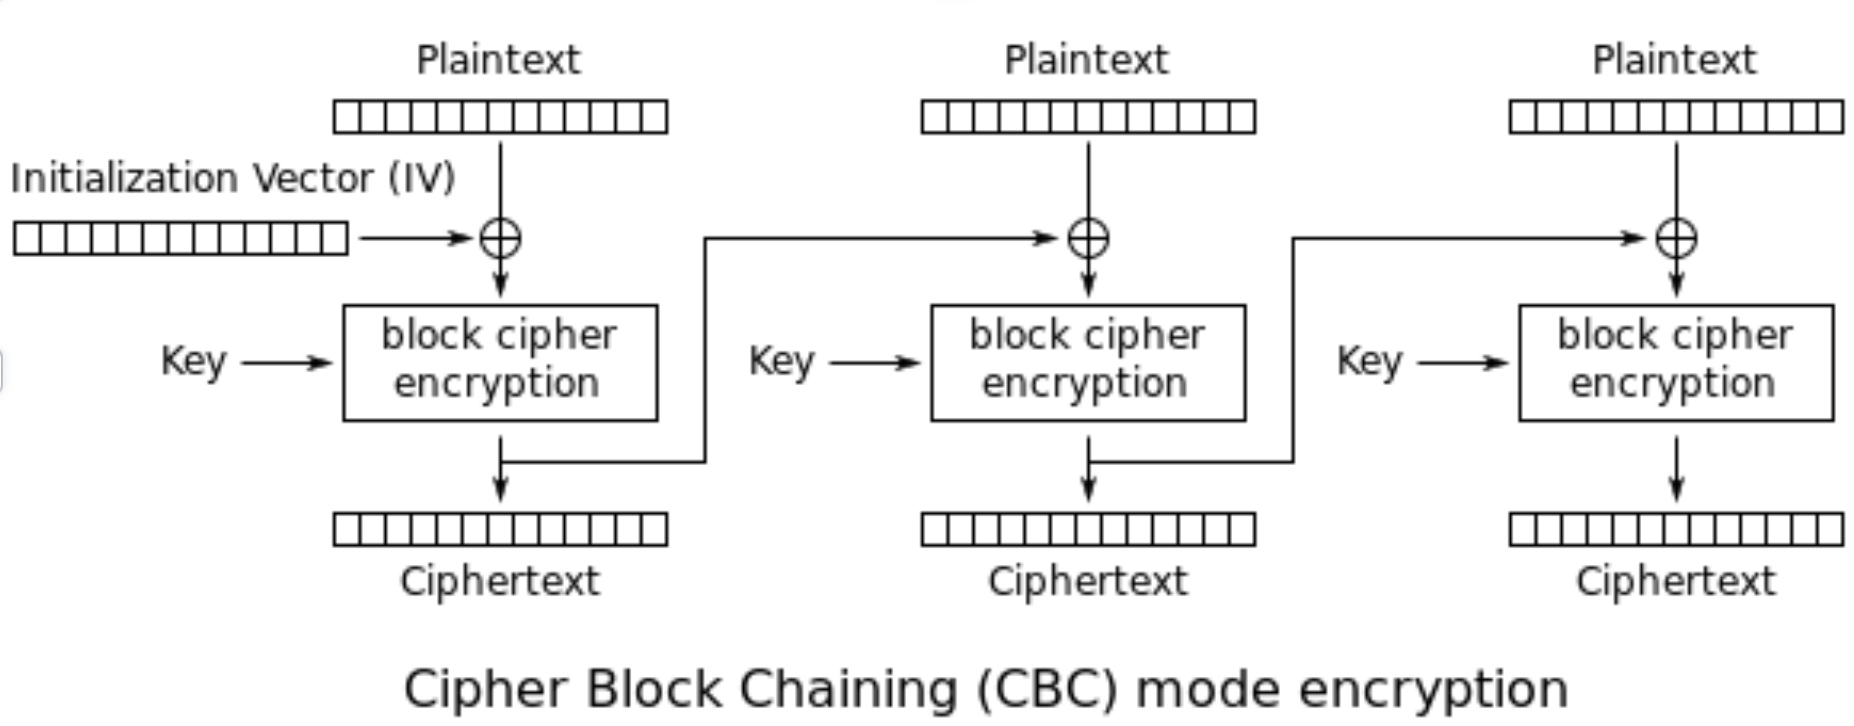 Plaintext
Plaintext
Plaintext
Initialization Vector (IV)
Key
block cipher
encryption
Key
block cipher
encryption
Key
block cipher
encryption
Ciphertext
Ciphertext
Ciphertext
Cipher Block Chaining (CBC) mode encryption